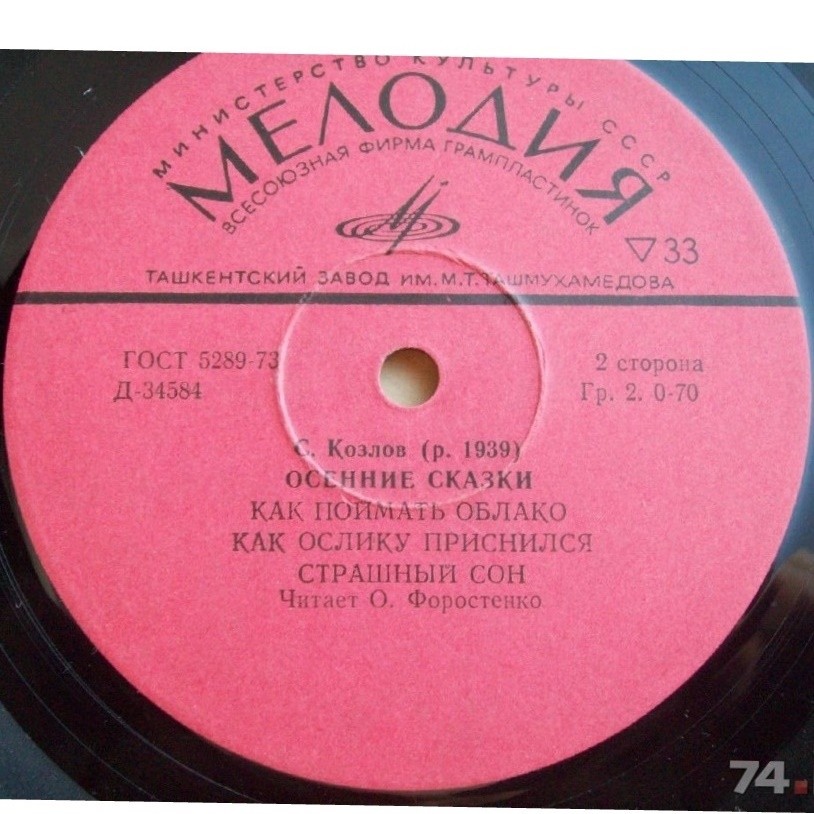 МИНИСТЕРСТВО КУЛЬТУРЫ СССР
МЕЛОДИЯ
ВСЕСОЮЗНАЯ ФИРМА ГРАМПЛАСТИНОК
▽33
ТАШКЕНТСКИЙ ЗАВОД ИМ. М. Т. ТАШМУХАМЕДОВА
ГОСТ 5289-73
2 сторона
Д-34584
Гр. 2. 0-70
С. Козлов (р. 1939)
ОСЕННИЕ СКАЗКИ
КАК ПОЙМАТЬ ОБЛАКО
КАК ОСЛИКУ ПРИСНИЛСЯ
СТРАШНЫЙ СОН
Читает О. Форостенко
74.